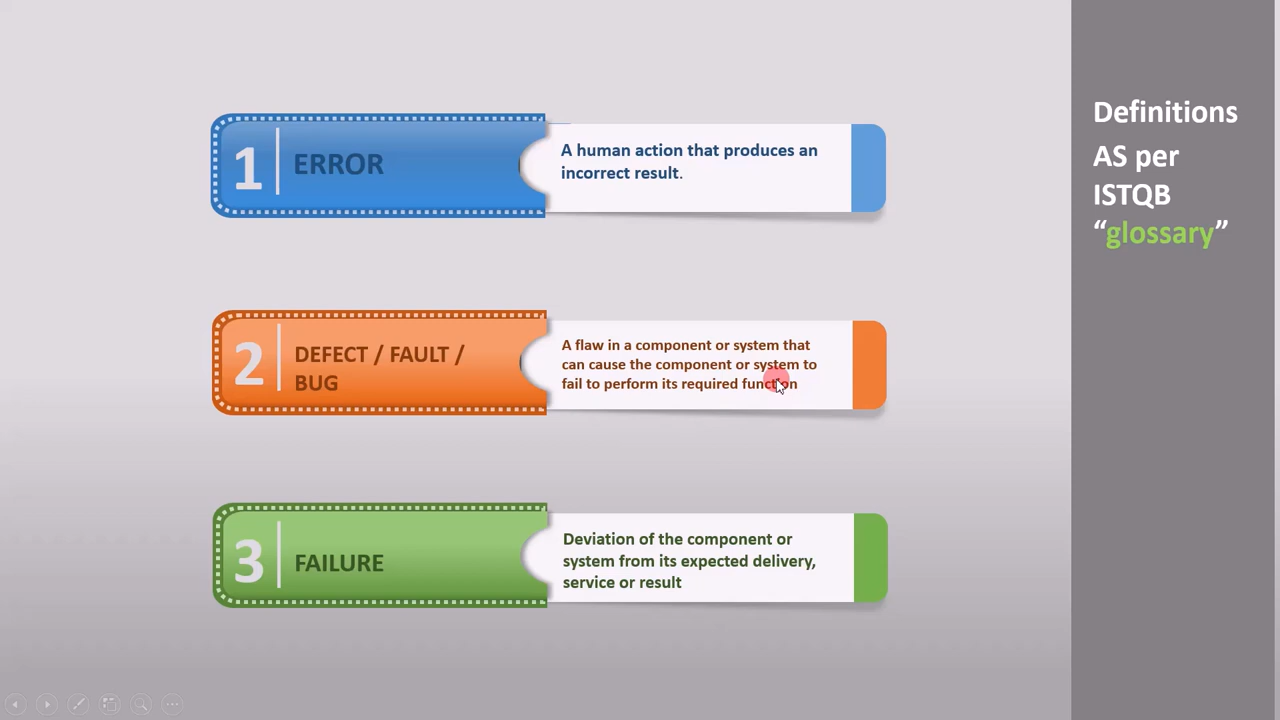 Definitions
AS per
ISTQB
“glossary”
1
ERROR
A human action that produces an
incorrect result.
2
DEFECT / FAULT /
BUG
A flaw in a component or system that
can cause the component or system to
fail to perform its required function
3
FAILURE
Deviation of the component or
system from its expected delivery,
service or result